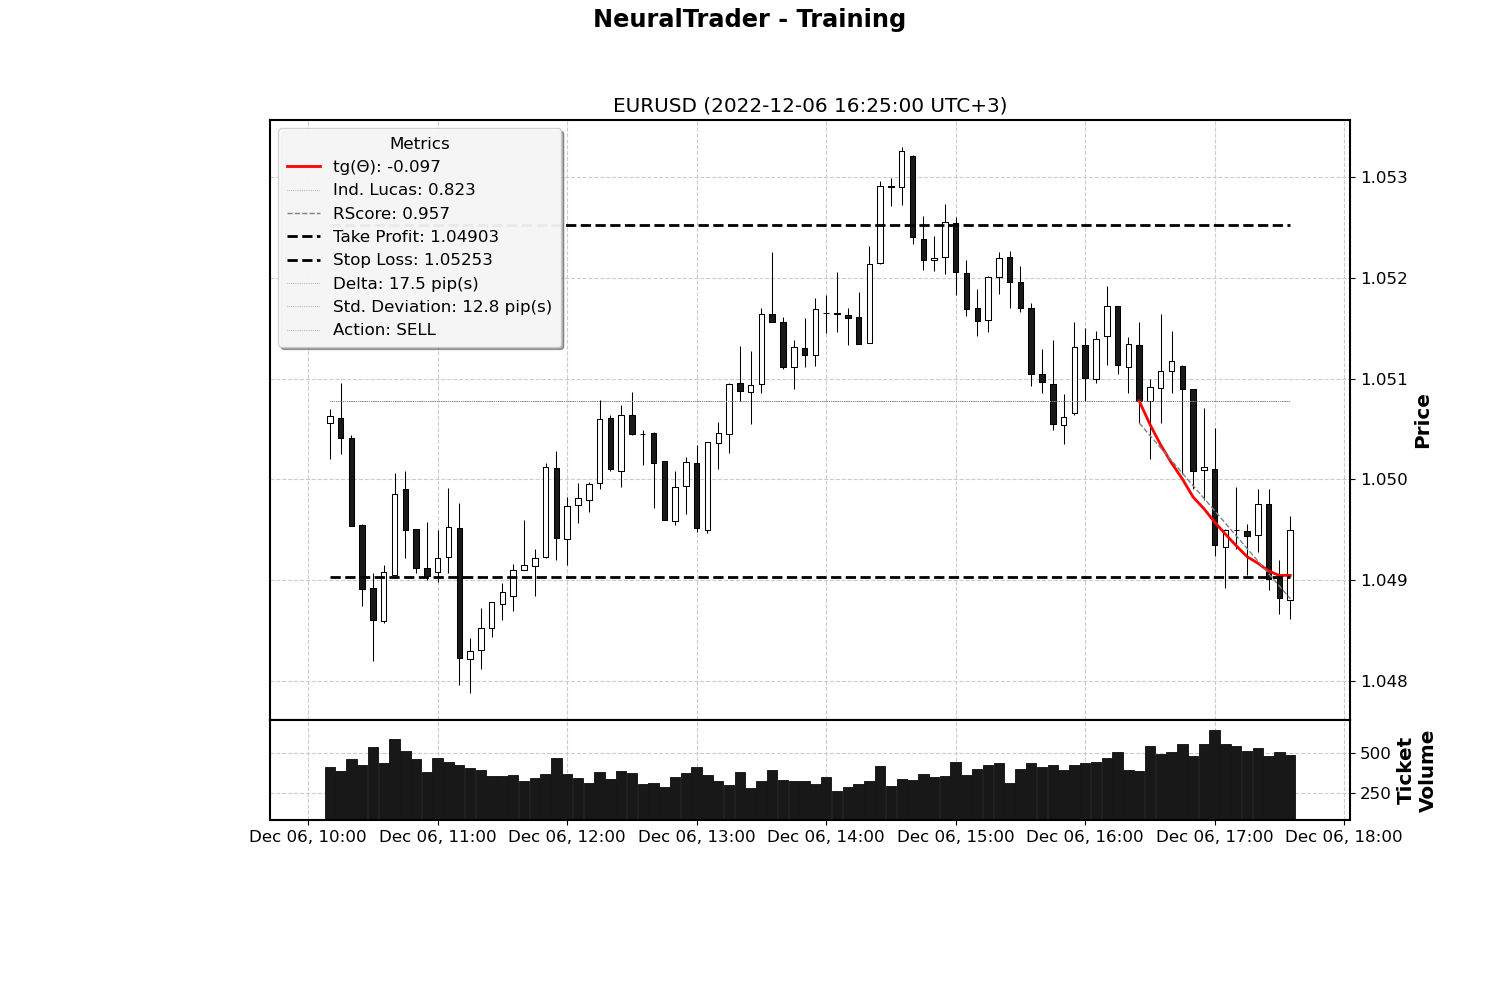 NeuralTrader - Training
EURUSD (2022-12-06 16:25:00 UTC+3)
Metrics
tg(Θ): -0.097
Ind. Lucas: 0.823
RScore: 0.957
Take Profit: 1.04903
Stop Loss: 1.05253
Delta: 17.5 pip(s)
Std. Deviation: 12.8 pip(s)
Action: SELL
1.053
1.052
1.051
1.050
1.049
1.048
Price
500
250
Ticket
Volume
Dec 06, 10:00
Dec 06, 11:00
Dec 06, 12:00
Dec 06, 13:00
Dec 06, 14:00
Dec 06, 15:00
Dec 06, 16:00
Dec 06, 17:00
Dec 06, 18:00